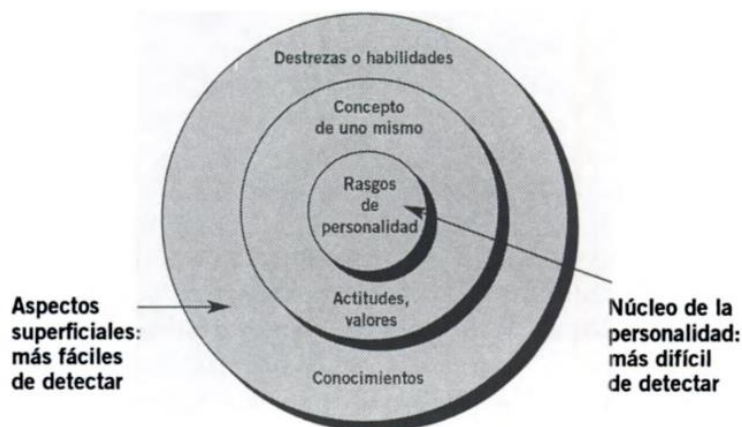 Destrezas o habilidades
Concepto
de uno mismo
Rasgos
de
personalidad
Actitudes,
valores
Conocimientos
Aspectos
superficiales:
más fáciles
de detectar
Núcleo de la
personalidad:
más difícil
de detectar